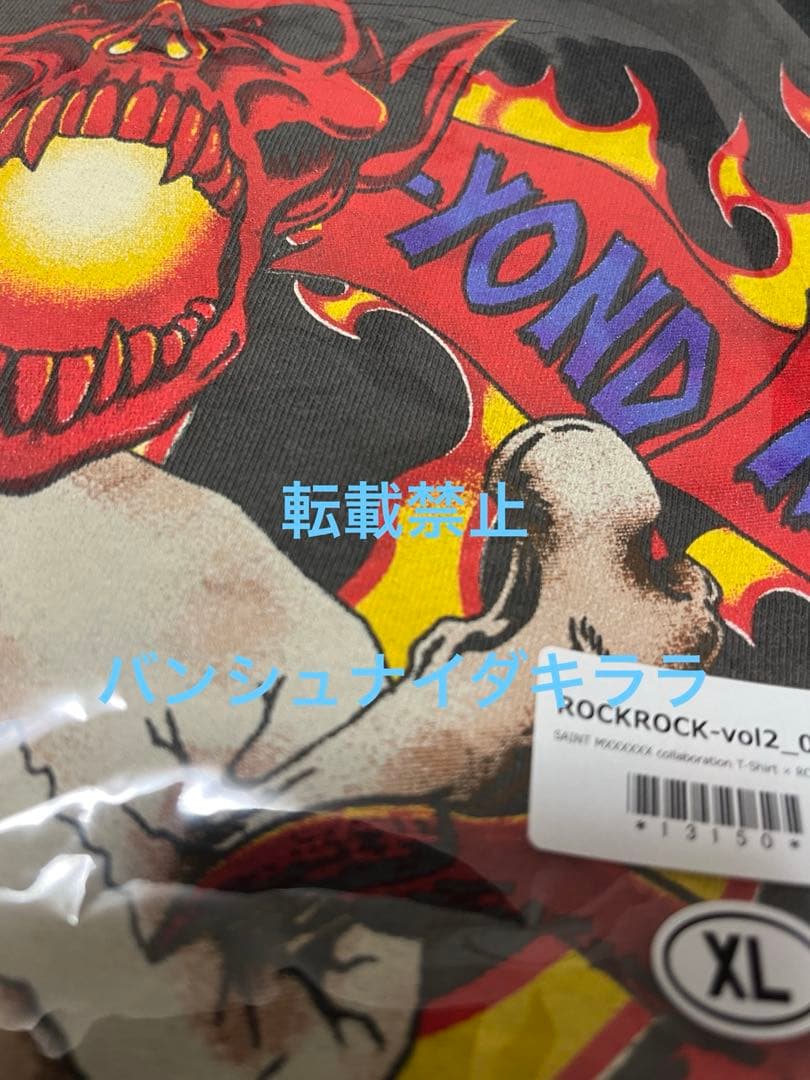 -YOND
転載禁止
バンシュナイダキララ
ROCKROCK-vol2_0
SAINT MXXXXXX collaboration T-Shirt × RO
*13150*
XL